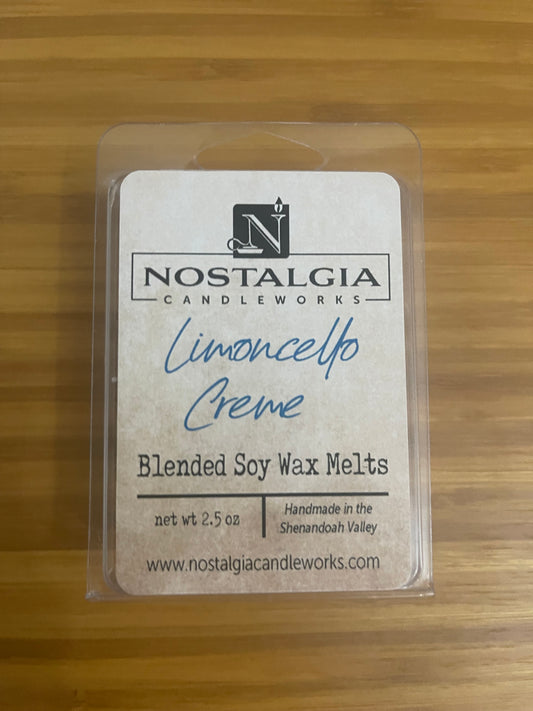 N
NOSTALGIA
CANDLEWORKS
Limoncello
Creme
Blended Soy Wax Melts
net wt 2.5 oz
Handmade in the
Shenandoah Valley
www.nostalgiacandleworks.com